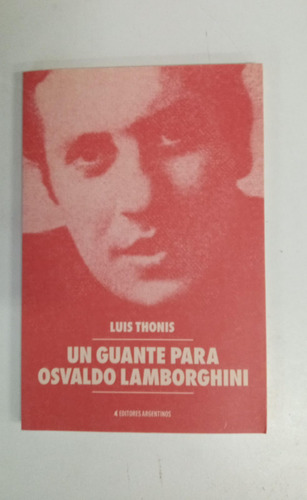 LUIS THONIS
UN GUANTE PARA
OSVALDO LAMBORGHINI
EDITORES ARGENTINOS